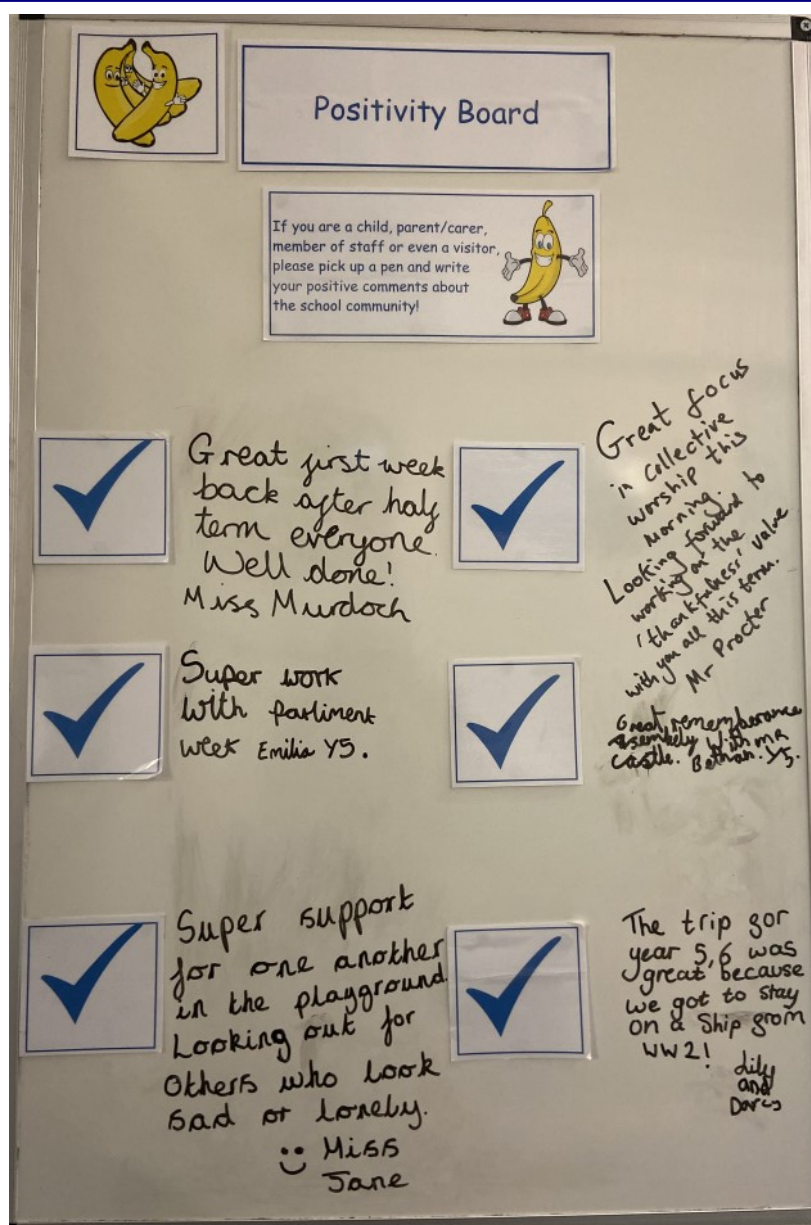 Positivity Board
If you are a child, parent/carer,
member of staff or even a visitor,
please pick up a pen and write
your positive comments about
the school community!
Great first week
back after half
term everyone.
Well done!
Miss Murdoch
Great focus
in collective
worship this
morning.
Looking forward to
working on the
'thankfulness' value
with you all this term.
Mr Procter
Super work
with parliment
week Emilia Y5.
Great rememberance
assembely with mr
Castle. Bethan. Y5.
Super support
for one another
in the playground
Looking out for
others who look
sad or lonely.
Miss
Jane
The trip for
year 5,6 was
great because
we got to stay
on a ship from
WW2!
Lily
and
Darcy